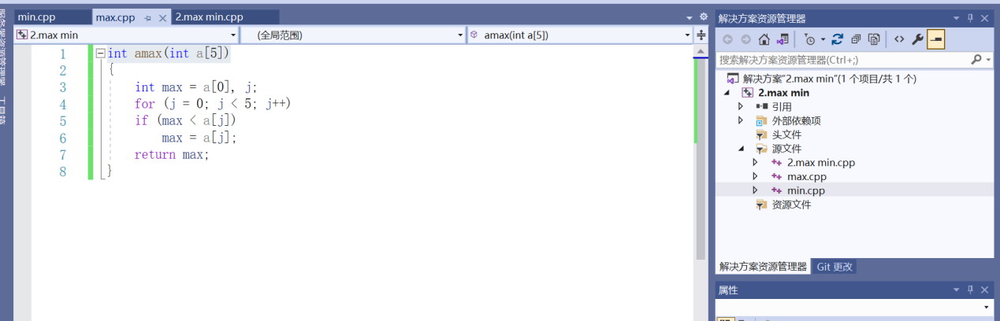 min.cpp
max.cpp
2.max min.cpp
解决方案资源管理器
2.max min
(全局范围)
amax(int a[5])
搜索解决方案资源管理器(Ctrl+;)
1 int amax(int a[5])
2 {
3 int max = a[0], j;
4 for (j = 0; j < 5; j++)
5 if (max < a[j])
6 max = a[j];
7 return max;
8 }
解决方案"2.max min"(1 个项目/共 1 个)
2.max min
引用
外部依赖项
头文件
源文件
2.max min.cpp
max.cpp
min.cpp
资源文件
解决方案资源管理器
Git 更改
属性
工具箱